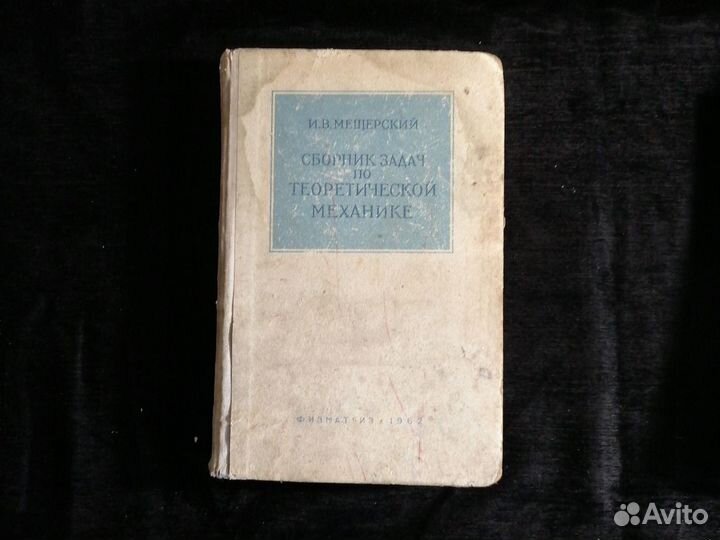 И.В.МЕЩЕРСКИЙ
СБОРНИК ЗАДАЧ
ПО
ТЕОРЕТИЧЕСКОЙ
МЕХАНИКЕ
ФИЗМАТГИЗ · 1962
Avito